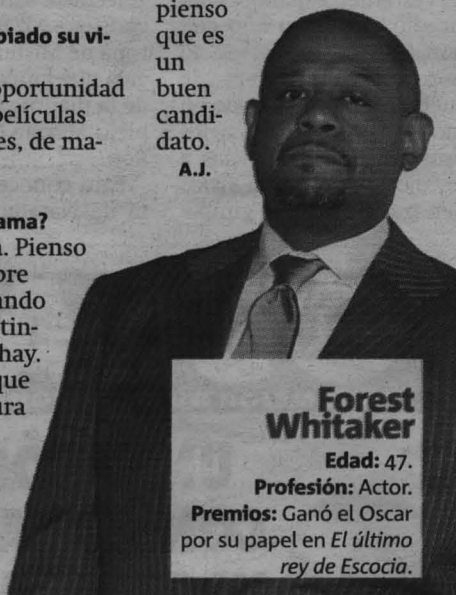 biado su vi-
oportunidad
películas
es, de ma-
ama?
a. Pienso
bre
ando
tin-
hay.
que
ura
pienso
que es
un
buen
candi-
dato.
A.J.
Forest
Whitaker
Edad: 47.
Profesión: Actor.
Premios: Ganó el Oscar
por su papel en El último
rey de Escocia.